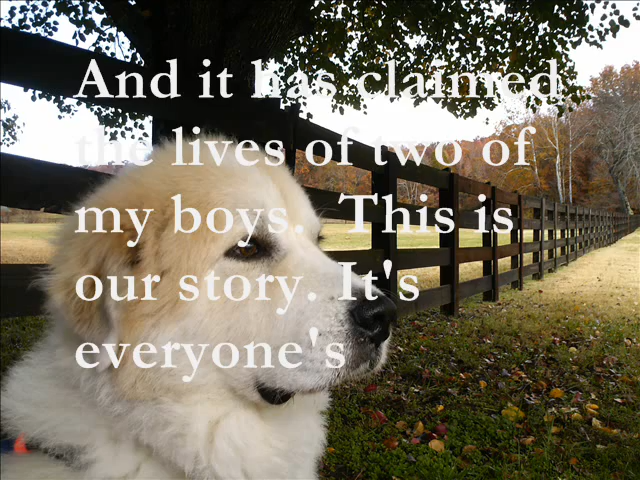 And it has claimed
the lives of two of
my boys.  This is
our story. It's
everyone's